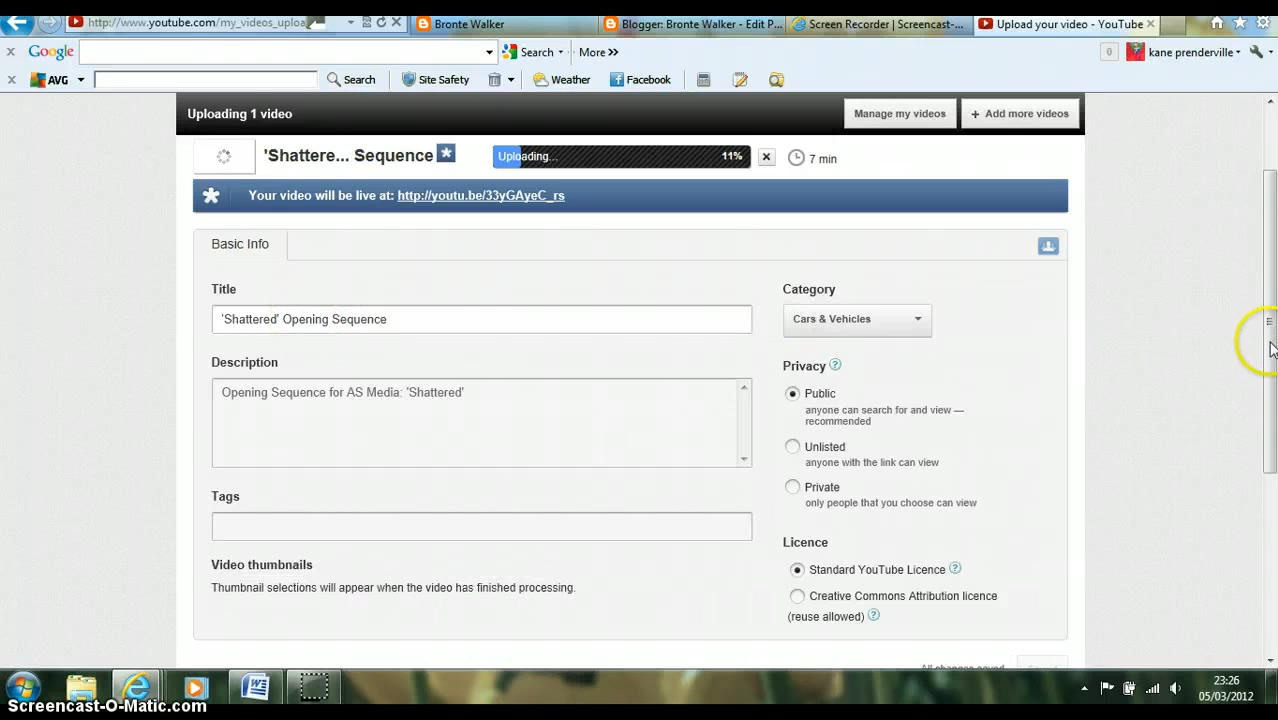 http://www.youtube.com/my_videos_uploa
Bronte Walker
Blogger: Bronte Walker - Edit P...
Screen Recorder | Screencast-...
Upload your video - YouTube
Google
Search
More »
0
kane prenderville
AVG
Search
Site Safety
Weather
Facebook
Uploading 1 video
Manage my videos
+ Add more videos
'Shattere... Sequence
Uploading...
11%
7 min
Your video will be live at: http://youtu.be/33yGAyeC_rs
Basic Info
Title
'Shattered' Opening Sequence
Description
Opening Sequence for AS Media: 'Shattered'
Tags
Video thumbnails
Thumbnail selections will appear when the video has finished processing.
Category
Cars & Vehicles
Privacy
Public
anyone can search for and view —
recommended
Unlisted
anyone with the link can view
Private
only people that you choose can view
Licence
Standard YouTube Licence
Creative Commons Attribution licence
(reuse allowed)
All changes saved
23:26
05/03/2012
Screencast-O-Matic.com